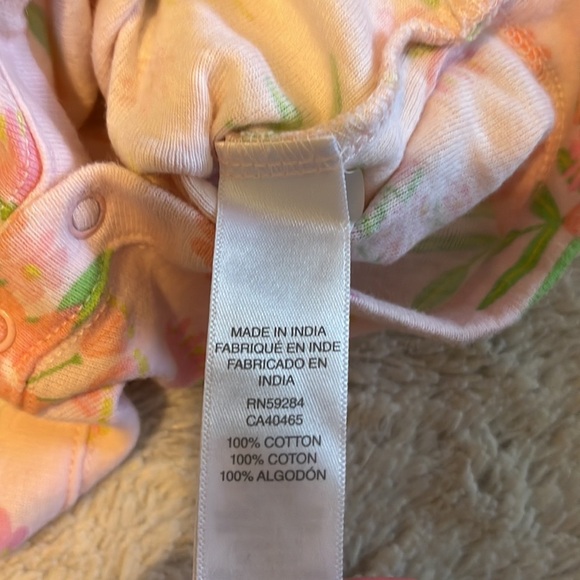 MADE IN INDIA
FABRIQUÉ EN INDE
FABRICADO EN
INDIA
RN59284
CA40465
100% COTTON
100% COTON
100% ALGODÓN